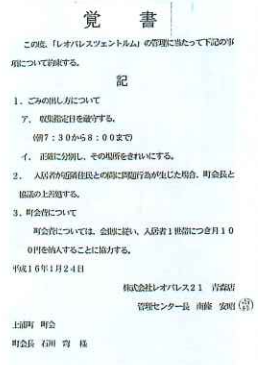 覚　書
この度、「レオパレスツェントルム」の管理に当たって下記の事
項について約束する。
記
1．ごみの出し方について
ア．収集指定日を厳守する。
(朝7：30から8：00まで)
イ．正確に分別し、その場所をきれいにする。
2．入居者が近隣住民との間に問題行為が生じた場合、町会長と
協議の上善処する。
3．町会費について
町会費については、会則に従い、入居者1世帯につき月10
0円を納入することに協力する。
平成16年1月24日
株式会社レオパレス21　青森店
管理センター長　南條　安昭
上浦町　町会
町会長　石川　　様